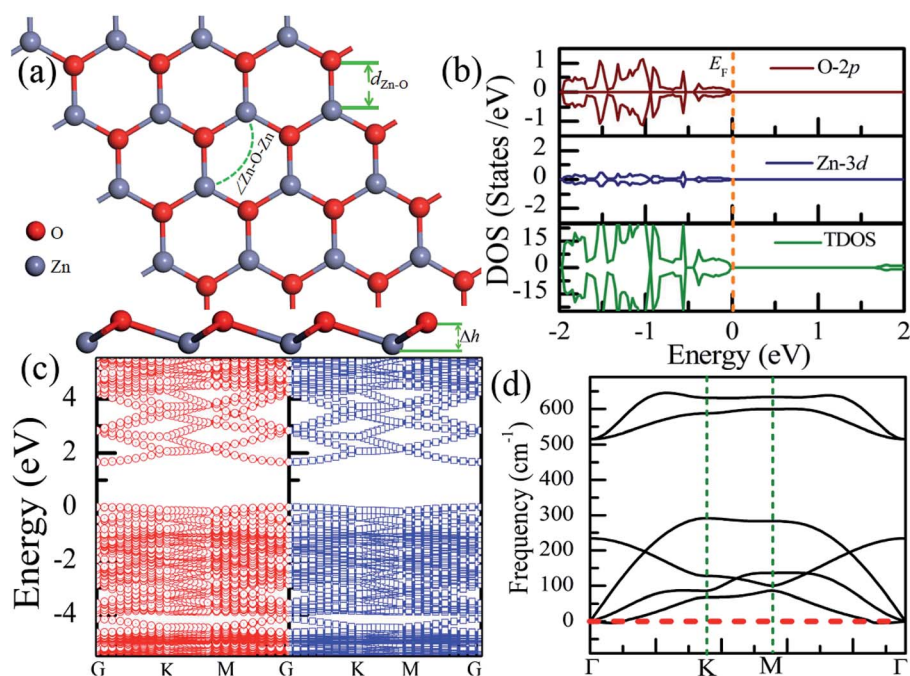 (a)
d Zn-O
∠Zn-O-Zn
O
Zn
Δh
(b)
DOS (States /eV)
1
0
-1
E F
O-2p
2
0
-2
Zn-3d
15
0
-15
TDOS
-2 -1 0 1 2
Energy (eV)
(c)
Energy (eV)
4
2
0
-2
-4
G K M G K M G
(d)
Frequency (cm⁻¹)
600
500
400
300
200
100
0
Γ K M Γ